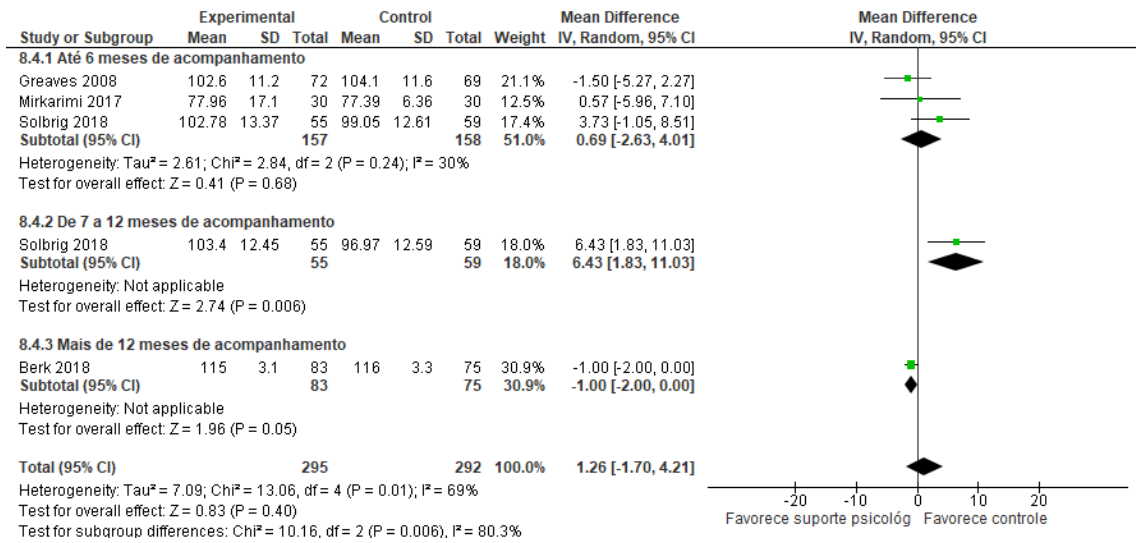 Experimental Control Mean Difference Mean Difference
Study or Subgroup Mean SD Total Mean SD Total Weight IV, Random, 95% CI IV, Random, 95% CI
8.4.1 Até 6 meses de acompanhamento
Greaves 2008 102.6 11.2 72 104.1 11.6 69 21.1% -1.50 [-5.27, 2.27]
Mirkarimi 2017 77.96 17.1 30 77.39 6.36 30 12.5% 0.57 [-5.96, 7.10]
Solbrig 2018 102.78 13.37 55 99.05 12.61 59 17.4% 3.73 [-1.05, 8.51]
Subtotal (95% CI) 157 158 51.0% 0.69 [-2.63, 4.01]
Heterogeneity: Tau² = 2.61; Chi² = 2.84, df = 2 (P = 0.24); I² = 30%
Test for overall effect: Z = 0.41 (P = 0.68)
8.4.2 De 7 a 12 meses de acompanhamento
Solbrig 2018 103.4 12.45 55 96.97 12.59 59 18.0% 6.43 [1.83, 11.03]
Subtotal (95% CI) 55 59 18.0% 6.43 [1.83, 11.03]
Heterogeneity: Not applicable
Test for overall effect: Z = 2.74 (P = 0.006)
8.4.3 Mais de 12 meses de acompanhamento
Berk 2018 115 3.1 83 116 3.3 75 30.9% -1.00 [-2.00, 0.00]
Subtotal (95% CI) 83 75 30.9% -1.00 [-2.00, 0.00]
Heterogeneity: Not applicable
Test for overall effect: Z = 1.96 (P = 0.05)
Total (95% CI) 295 292 100.0% 1.26 [-1.70, 4.21]
Heterogeneity: Tau² = 7.09; Chi² = 13.06, df = 4 (P = 0.01); I² = 69%
Test for overall effect: Z = 0.83 (P = 0.40)
Test for subgroup differences: Chi² = 10.16, df = 2 (P = 0.006), I² = 80.3%
-20 -10 0 10 20
Favorece suporte psicológ Favorece controle